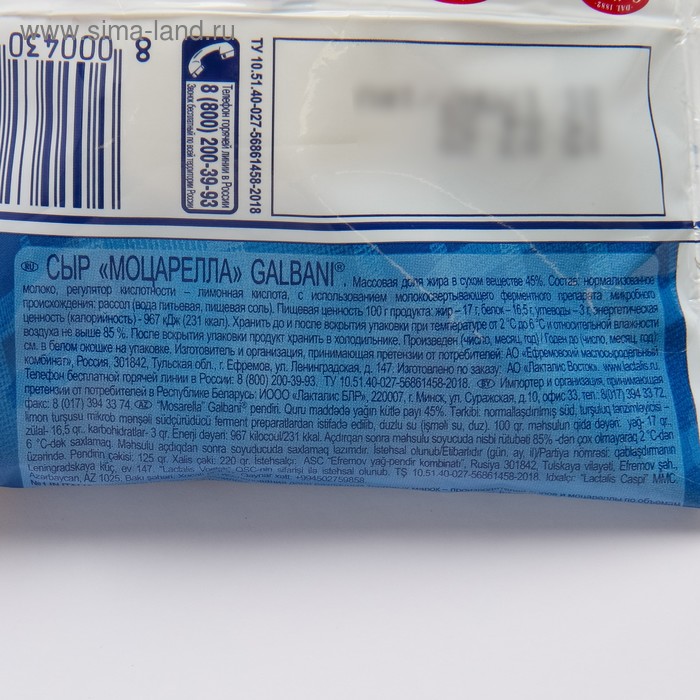 www.sima-land.ru
DAL 1882
8 000430
Телефон горячей линии в России
8 (800) 200-39-93
Звонок бесплатный по всей территории России
ТУ 10.51.40-027-56861458-2018
RU СЫР «МОЦАРЕЛЛА» GALBANI®. Массовая доля жира в сухом веществе 45%. Состав: нормализованное
молоко, регулятор кислотности – лимонная кислота, с использованием молокосвертывающего ферментного препарата микробного
происхождения: рассол (вода питьевая, пищевая соль). Пищевая ценность 100 г продукта: жир – 17 г, белок – 16,5 г, углеводы – 3 г, энергетическая
ценность (калорийность) - 967 кДж (231 ккал). Хранить до и после вскрытия упаковки при температуре от 2 °C до 6 °C и относительной влажности
воздуха не выше 85 %. После вскрытия упаковки продукт хранить в холодильнике. Произведен (число, месяц, год) / Годен до (число, месяц, год):
см. в белом окошке на упаковке. Изготовитель и организация, принимающая претензии от потребителей: АО «Ефремовский маслосыродельный
комбинат», Россия, 301842, Тульская обл., г. Ефремов, ул. Ленинградская, д. 147. Изготовлено по заказу: АО «Лакталис Восток». www.lactalis.ru.
Телефон бесплатной горячей линии в России: 8 (800) 200-39-93. ТУ 10.51.40-027-56861458-2018. BY Импортер и организация, принимающая
претензии от потребителей в Республике Беларусь: ИООО «Лакталис БЛР», 220007, г. Минск, ул. Суражская, д.10, офис 33, тел.: 8(017) 394 33 72,
факс: 8 (017) 394 33 74. AZ "Mosarella" Galbani® pendiri. Quru maddədə yağın kütlə payı 45%. Tərkibi: normallaşdırılmış süd, turşuluq tənzimləyicisi –
limon turşusu mikrob mənşəli südçürüdücü ferment preparatlardan istifadə edilib, duzlu su (içməli su, duz). 100 qr. məhsulun qida dəyəri: yağ- 17 qr.,
zülal- 16,5 qr., karbohidratlar- 3 qr. Enerji dəyəri: 967 kilocoul/231 kkal. Açdırqan sonra məhsulu soyuducuda nisbi rütubəti 85% -dən çox olmayaraq 2 °C-dən
6 °C-dək saxlamaq. Məhsulu açdıqdan sonra soyuducuda saxlamaq lazımdır. İstehsal olunub/Etibarlıdır (gün, ay, il)/Partiya nömrəsi: qablaşdırmanın
üzərində. Pendirin çəkisi: 125 qr. Xalis çəki: 220 qr. İstehsalçı: ASC "Efremov yağ-pendir kombinatı", Rusiya 301842, Tulskaya vilayəti, Efremov şəh.,
Leningradskaya küç, ev 147. "Lactalis Vostok" QSC-nin sifarişi ilə istehsal olunub. TŞ 10.51.40-027-56861458-2018. İdxalçı: "Lactalis Caspi" MMC,
Azərbaycan, AZ 1025, Bakı şəhəri, +994502759858